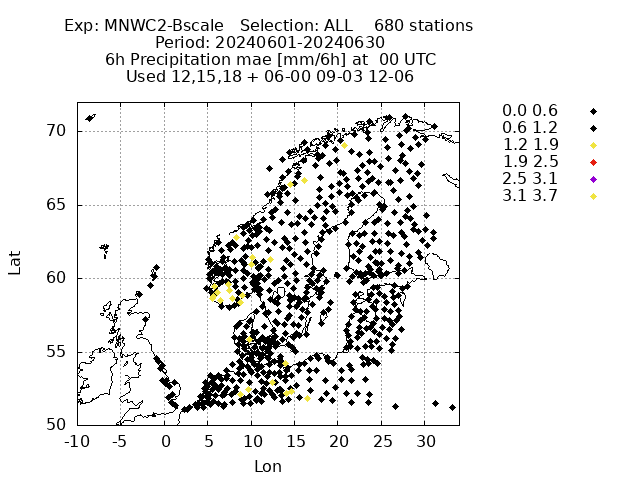 Exp: MNWC2-Bscale   Selection: ALL    680 stations
Period: 20240601-20240630
6h Precipitation mae [mm/6h] at  00 UTC
Used 12,15,18 + 06-00 09-03 12-06
0.0 0.6
0.6 1.2
1.2 1.9
1.9 2.5
2.5 3.1
3.1 3.7
70
65
60
55
50
Lat
-10 -5 0 5 10 15 20 25 30
Lon